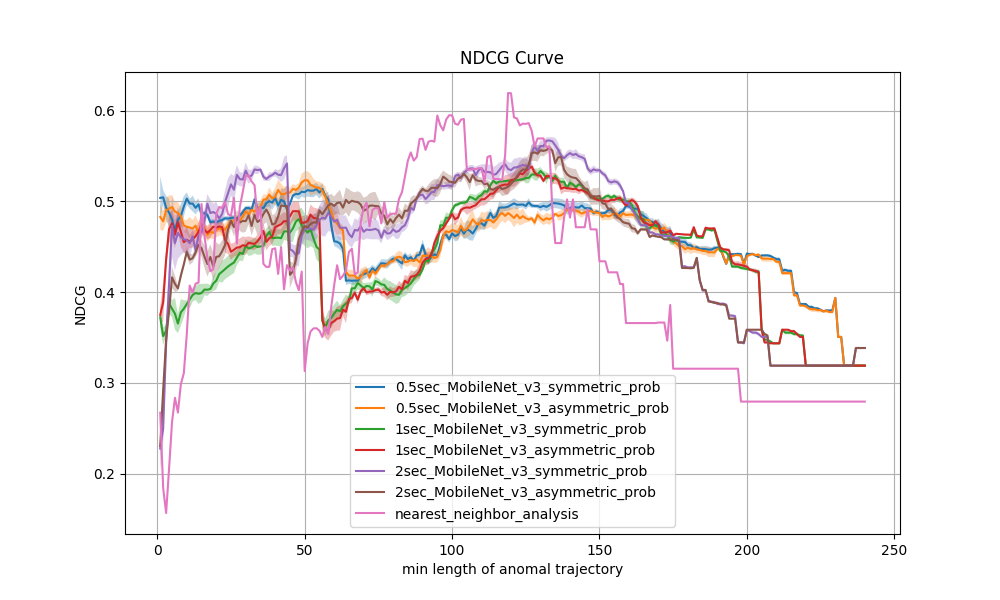 NDCG Curve
NDCG
0.6
0.5
0.4
0.3
0.2
0.5sec_MobileNet_v3_symmetric_prob
0.5sec_MobileNet_v3_asymmetric_prob
1sec_MobileNet_v3_symmetric_prob
1sec_MobileNet_v3_asymmetric_prob
2sec_MobileNet_v3_symmetric_prob
2sec_MobileNet_v3_asymmetric_prob
nearest_neighbor_analysis
0 50 100 150 200 250
min length of anomal trajectory